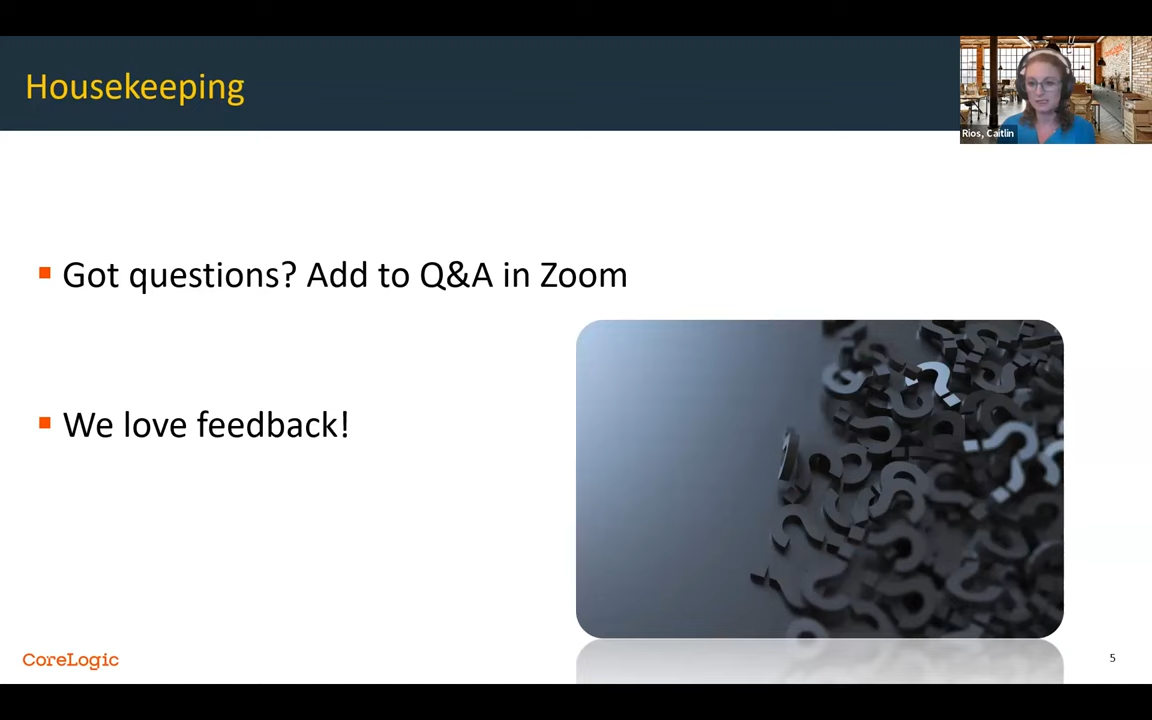 Housekeeping
Rios, Caitlin
Got questions? Add to Q&A in Zoom
We love feedback!
CoreLogic
5